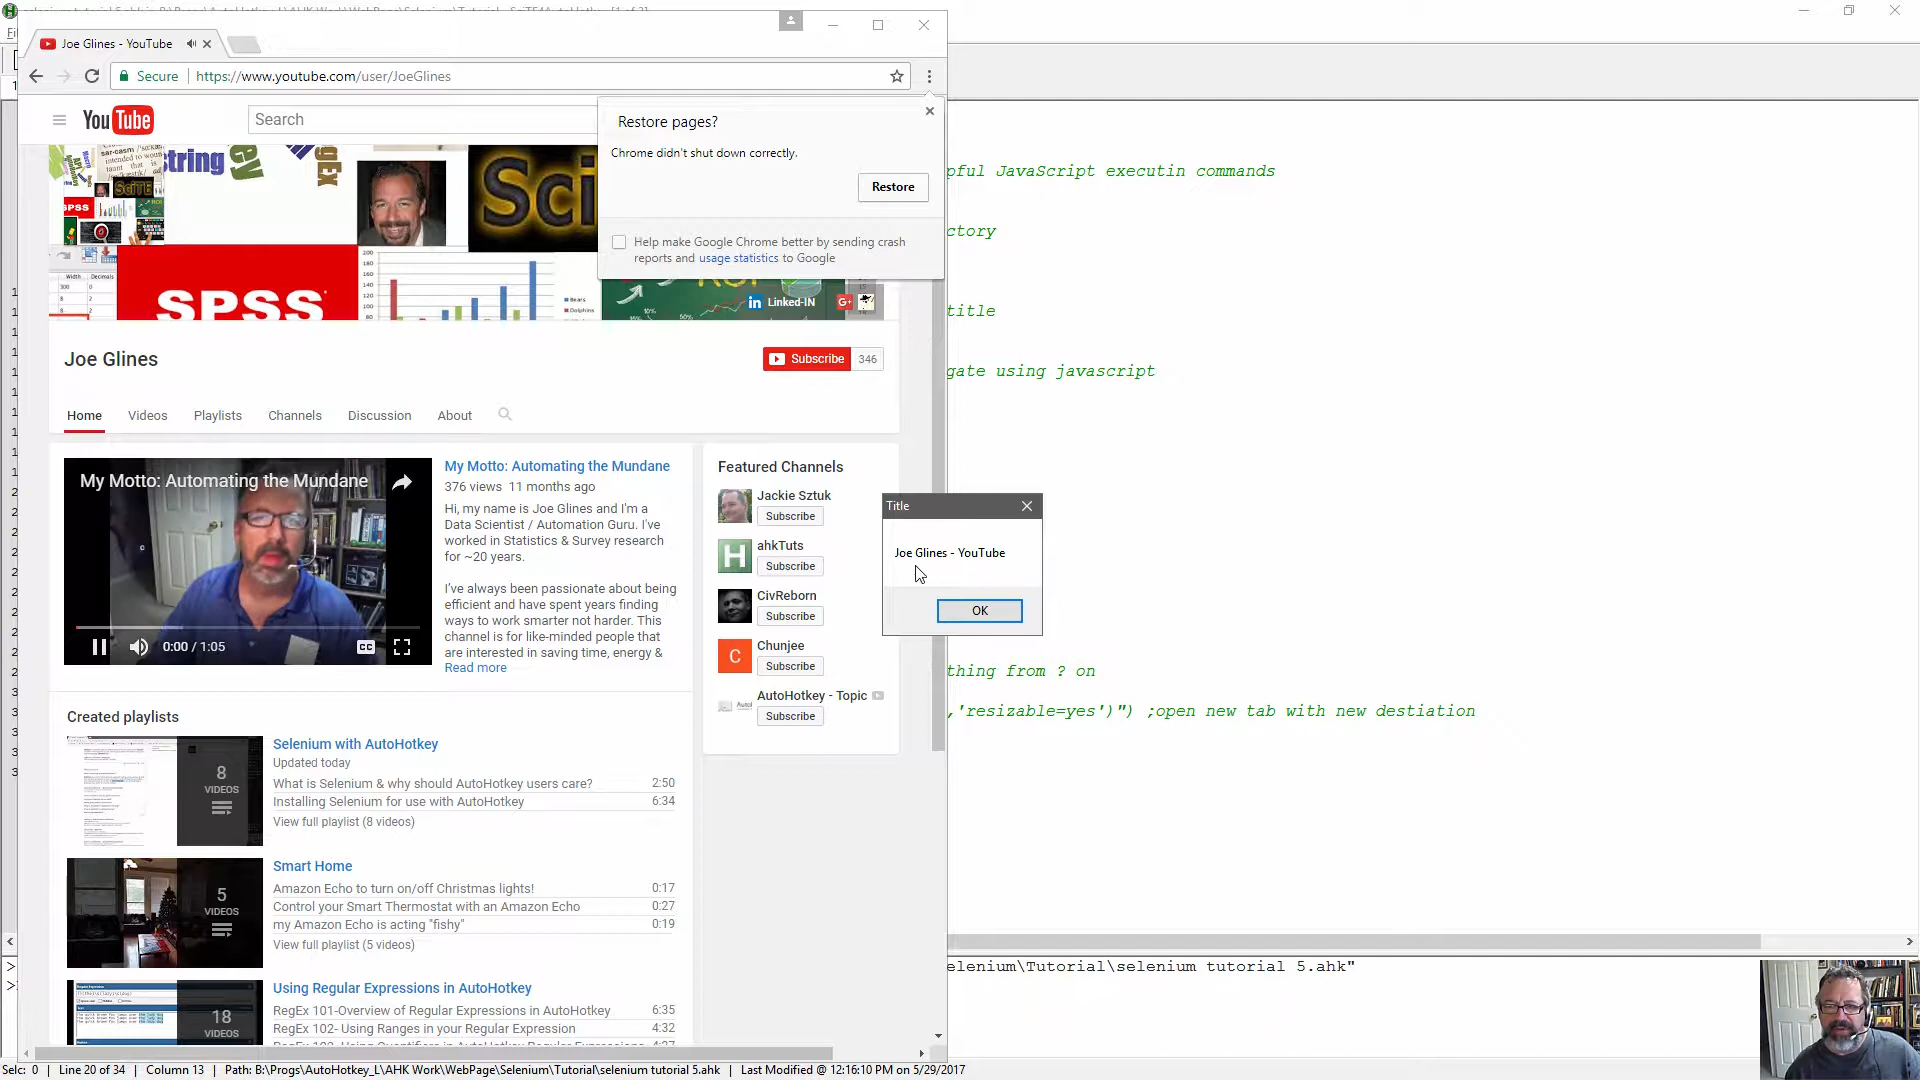 Joe Glines - YouTube
Secure
https://www.youtube.com/user/JoeGlines
YouTube
Search
Restore pages?
Chrome didn't shut down correctly.
Restore
Help make Google Chrome better by sending crash
reports and usage statistics to Google
pful JavaScript executin commands
ctory
title
gate using javascript
thing from ? on
,'resizable=yes')") ;open new tab with new destiation
string
SciTE
SPSS
Width
Decimals
SPSS
Bears
Dolphins
Linked-IN
Joe Glines
Subscribe 346
Home
Videos
Playlists
Channels
Discussion
About
My Motto: Automating the Mundane
0:00 / 1:05
CC
My Motto: Automating the Mundane
376 views 11 months ago
Hi, my name is Joe Glines and I'm a
Data Scientist / Automation Guru. I've
worked in Statistics & Survey research
for ~20 years.
I've always been passionate about being
efficient and have spent years finding
ways to work smarter not harder. This
channel is for like-minded people that
are interested in saving time, energy &
Read more
Featured Channels
Jackie Sztuk
Subscribe
ahkTuts
Subscribe
CivReborn
Subscribe
Chunjee
Subscribe
AutoHotkey - Topic
Subscribe
Title
Joe Glines - YouTube
OK
Created playlists
8
VIDEOS
Selenium with AutoHotkey
Updated today
What is Selenium & why should AutoHotkey users care? 2:50
Installing Selenium for use with AutoHotkey 6:34
View full playlist (8 videos)
5
VIDEOS
Smart Home
Amazon Echo to turn on/off Christmas lights! 0:17
Control your Smart Thermostat with an Amazon Echo 0:27
my Amazon Echo is acting "fishy" 0:19
View full playlist (5 videos)
18
VIDEOS
Using Regular Expressions in AutoHotkey
RegEx 101-Overview of Regular Expressions in AutoHotkey 6:35
RegEx 102- Using Ranges in your Regular Expression 4:32
elenium\Tutorial\selenium tutorial 5.ahk"
Selc: 0 | Line 20 of 34 | Column 13 | Path: B:\Progs\AutoHotkey_L\AHK Work\WebPage\Selenium\Tutorial\selenium tutorial 5.ahk | Last Modified @ 12:16:10 PM on 5/29/2017